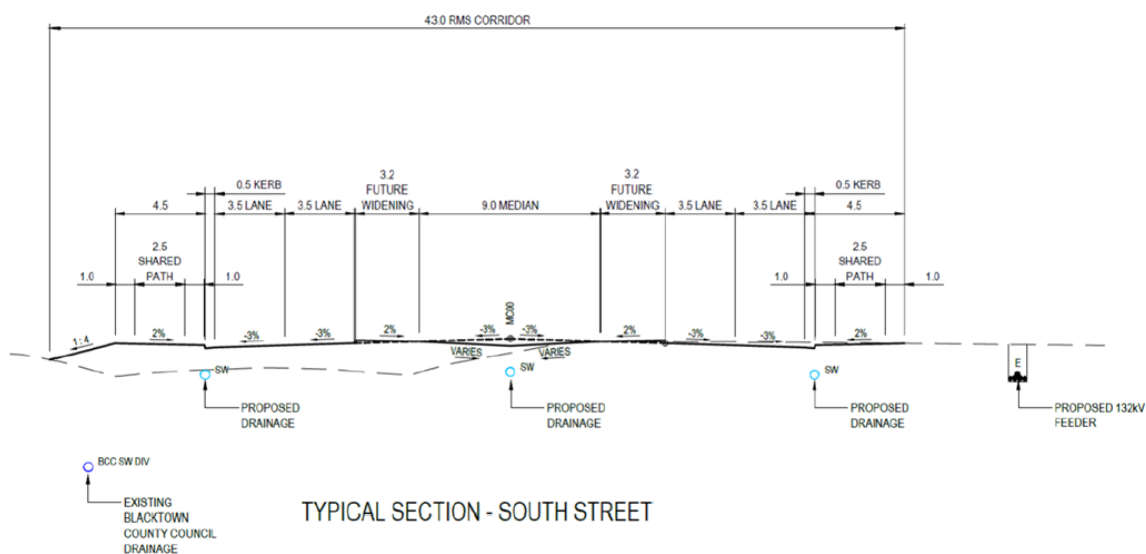 43.0 RMS CORRIDOR
3.2
FUTURE
WIDENING
3.2
FUTURE
WIDENING
0.5 KERB
0.5 KERB
4.5
3.5 LANE
3.5 LANE
9.0 MEDIAN
3.5 LANE
3.5 LANE
4.5
2.5
SHARED
PATH
1.0
1.0
2.5
SHARED
PATH
1.0
1.0
MC00
1:4
2%
-3%
-3%
2%
-3%
-3%
2%
-3%
-3%
2%
VARIES
VARIES
SW
SW
SW
E
PROPOSED
DRAINAGE
PROPOSED
DRAINAGE
PROPOSED
DRAINAGE
PROPOSED 132kV
FEEDER
BCC SW DIV
EXISTING
BLACKTOWN
COUNTY COUNCIL
DRAINAGE
TYPICAL SECTION - SOUTH STREET